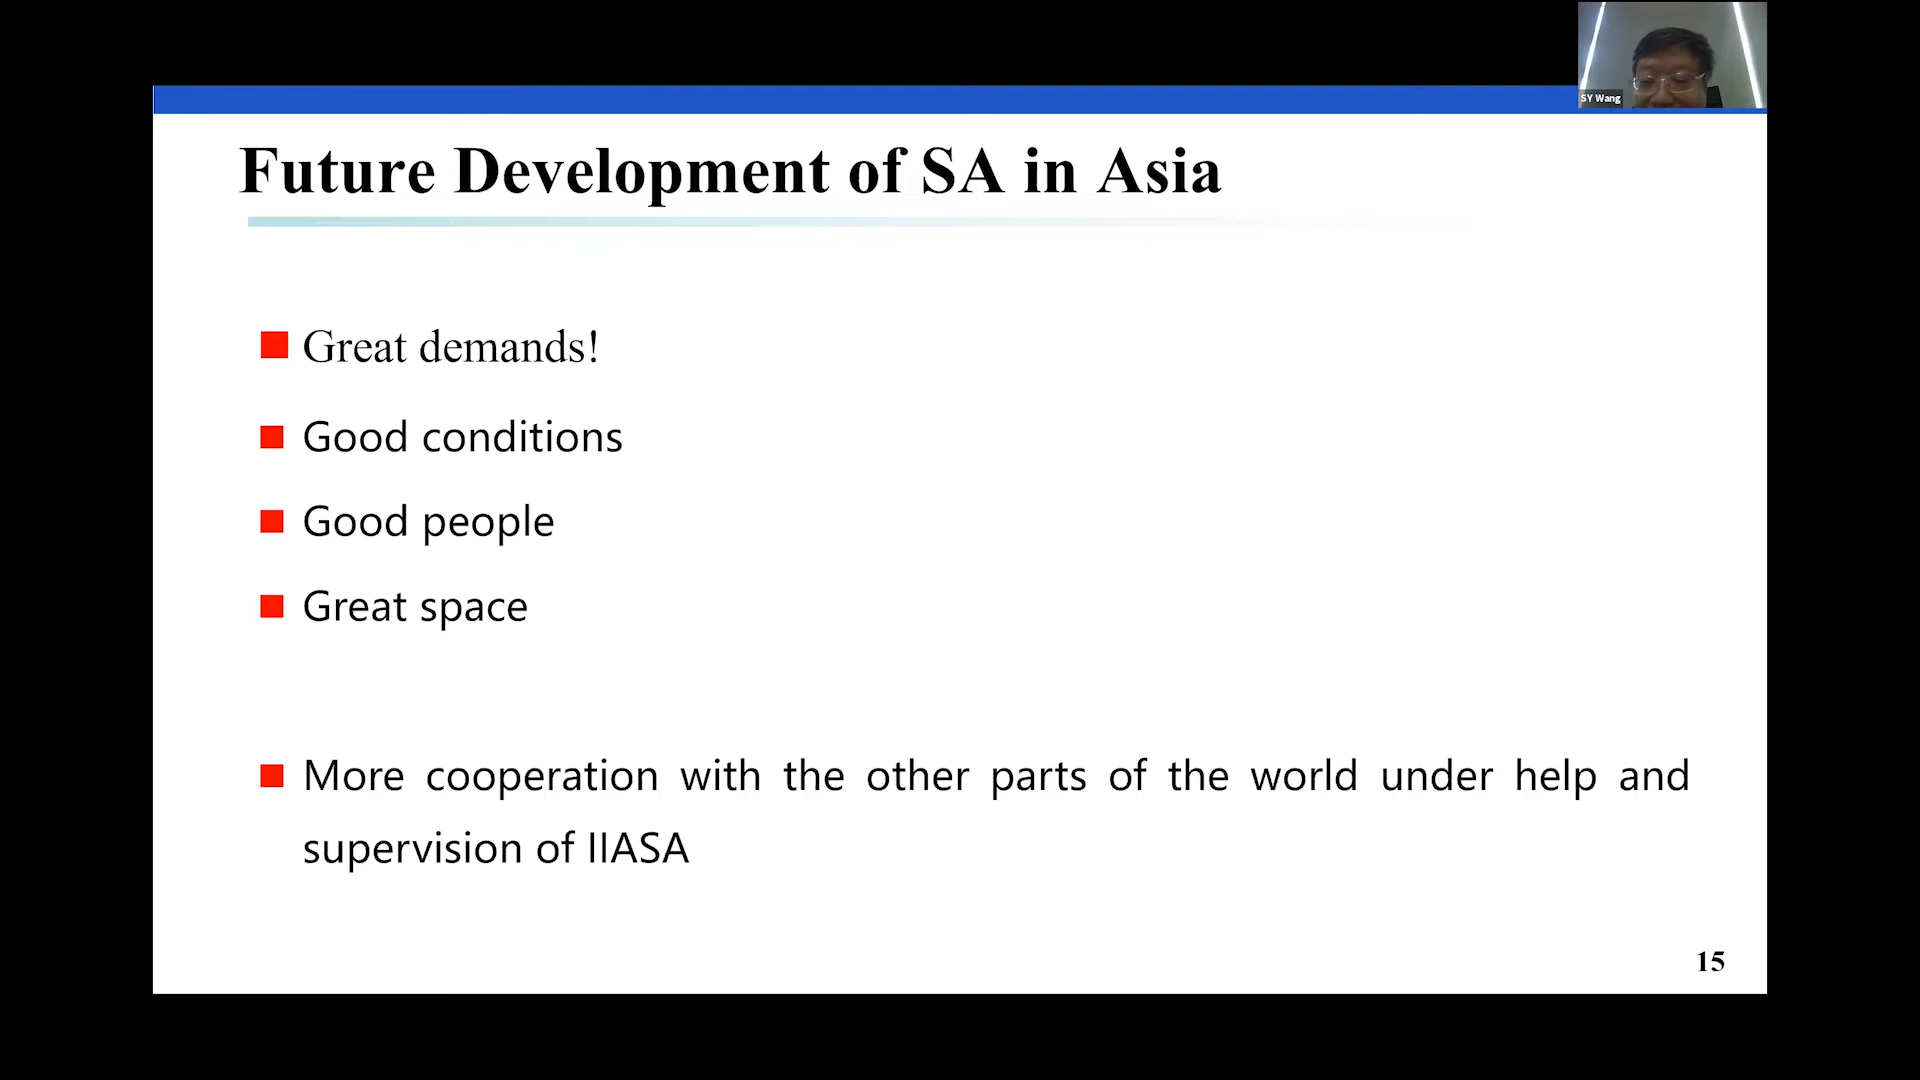 SY Wang
Future Development of SA in Asia
Great demands!
Good conditions
Good people
Great space
More cooperation with the other parts of the world under help and
supervision of IIASA
15